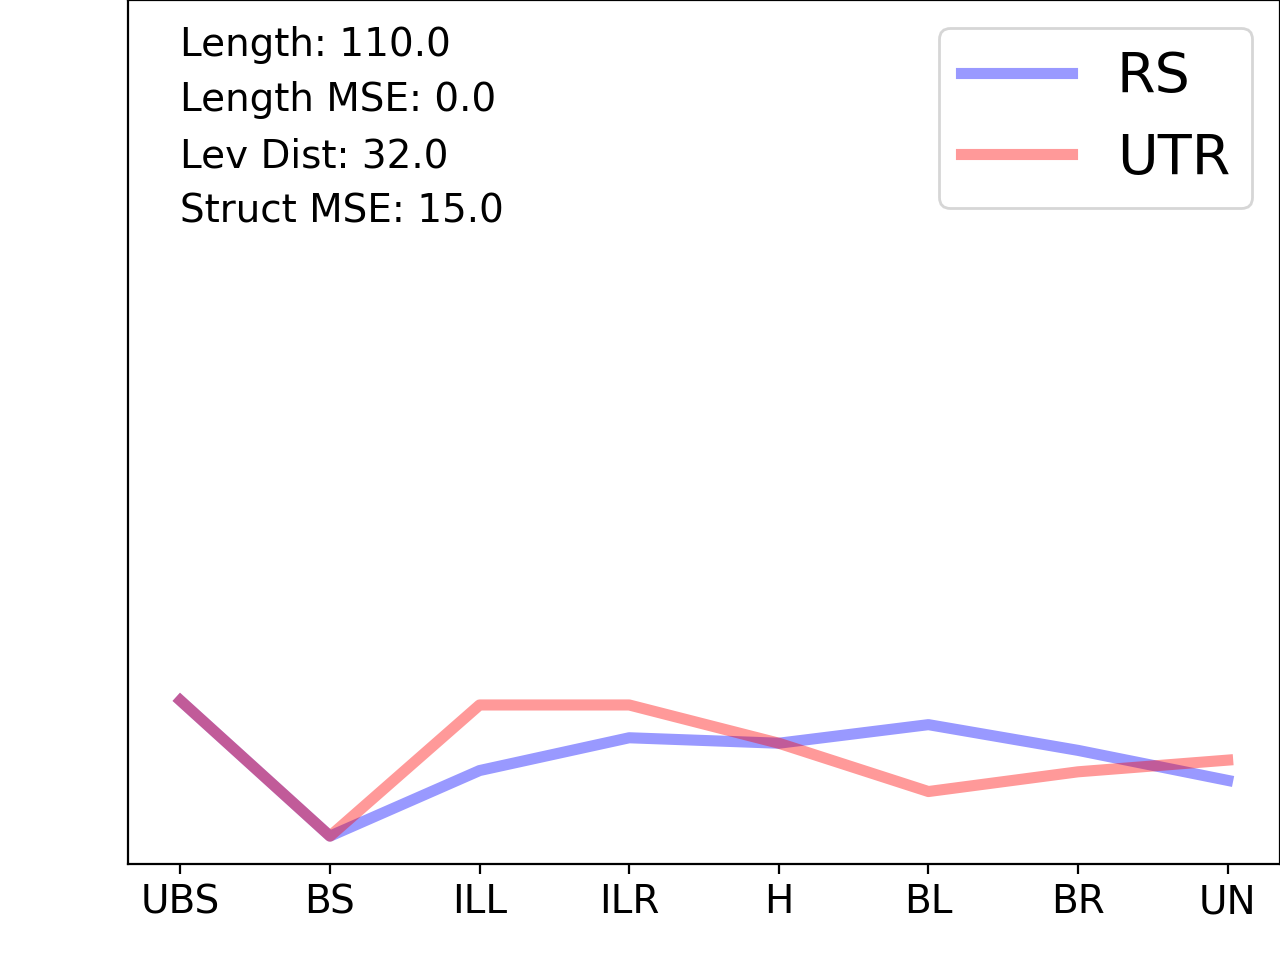 Length: 110.0
Length MSE: 0.0
Lev Dist: 32.0
Struct MSE: 15.0
RS
UTR
UBS BS ILL ILR H BL BR UN